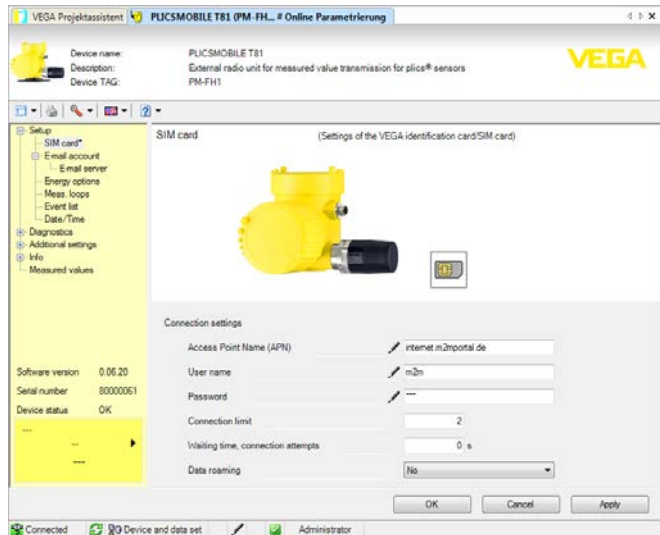 VEGA Projektassistent
PLICSMOBILE T81 (PM-FH... # Online Parametrierung
Device name: PLICSMOBILE T81
Description: External radio unit for measured value transmission for plics® sensors
Device TAG: PM-FH1
VEGA
Setup
SIM card*
E-mail account
E-mail server
Energy options
Meas. loops
Event list
Date/Time
Diagnostics
Additional settings
Info
Measured values
Software version 0.06.20
Serial number 80000061
Device status OK
---
--
----
SIM card (Settings of the VEGA identification card/SIM card)
Connection settings
Access Point Name (APN) internet.m2mportal.de
User name m2m
Password ---
Connection limit 2
Waiting time, connection attempts 0 s
Data roaming No
OK Cancel Apply
Connected Device and data set Administrator